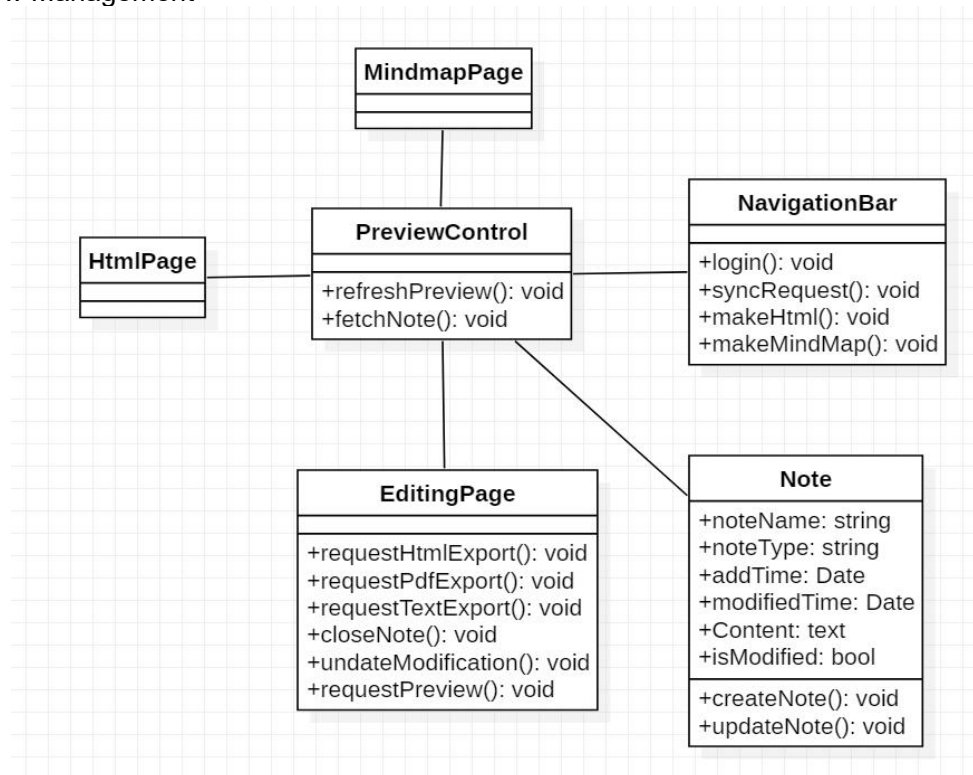 Management
MindmapPage
PreviewControl
+refreshPreview(): void
+fetchNote(): void
HtmlPage
NavigationBar
+login(): void
+syncRequest(): void
+makeHtml(): void
+makeMindMap(): void
EditingPage
+requestHtmlExport(): void
+requestPdfExport(): void
+requestTextExport(): void
+closeNote(): void
+undateModification(): void
+requestPreview(): void
Note
+noteName: string
+noteType: string
+addTime: Date
+modifiedTime: Date
+Content: text
+isModified: bool
+createNote(): void
+updateNote(): void